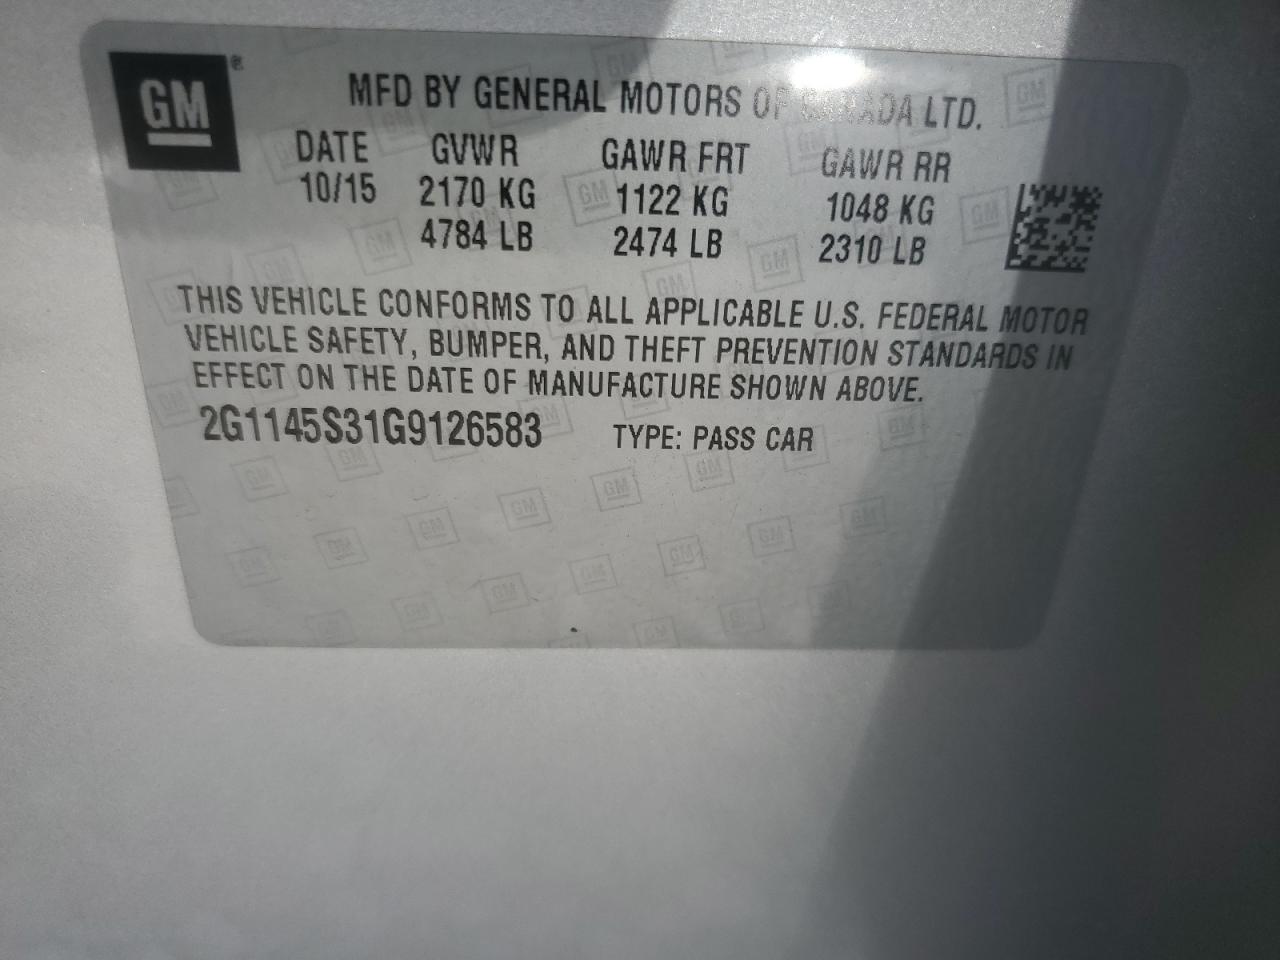 GM ®
MFD BY GENERAL MOTORS OF CANADA LTD.
DATE GVWR GAWR FRT GAWR RR
10/15 2170 KG 1122 KG 1048 KG
4784 LB 2474 LB 2310 LB
THIS VEHICLE CONFORMS TO ALL APPLICABLE U.S. FEDERAL MOTOR
VEHICLE SAFETY, BUMPER, AND THEFT PREVENTION STANDARDS IN
EFFECT ON THE DATE OF MANUFACTURE SHOWN ABOVE.
2G1145S31G9126583 TYPE: PASS CAR